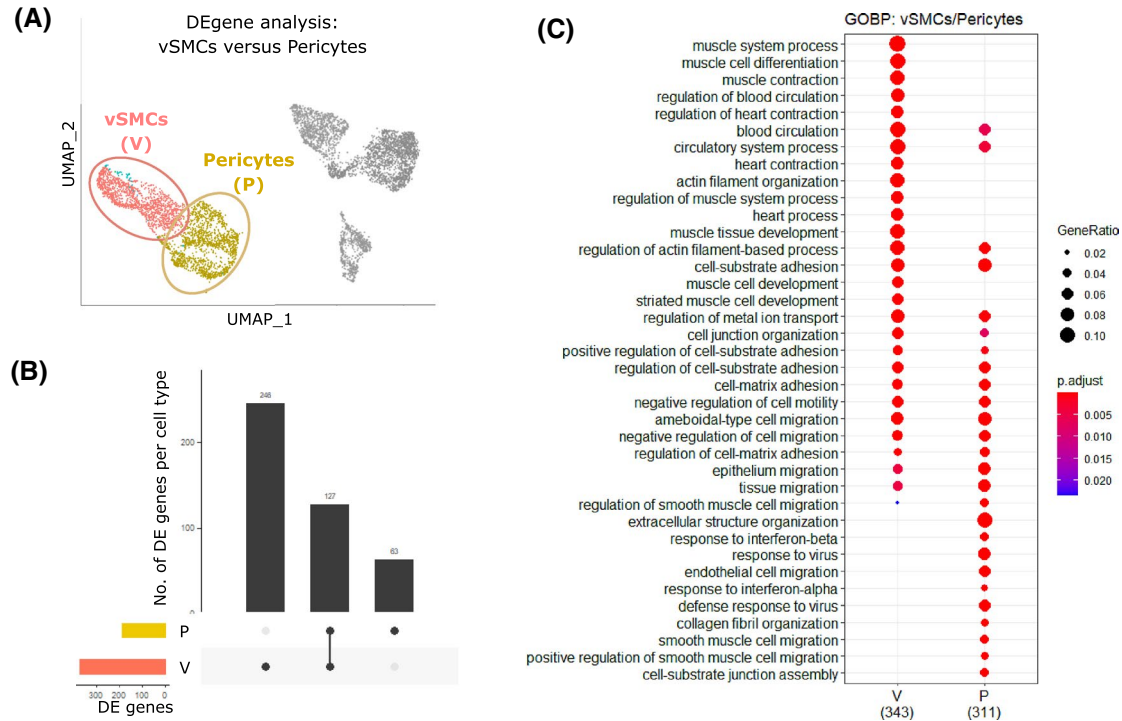 (A)
DEgene analysis:
vSMCs versus Pericytes
UMAP_2
vSMCs
(V)
Pericytes
(P)
UMAP_1
(B)
No. of DE genes per cell type
200
100
0
246
127
63
P
V
300 200 100 0
DE genes
(C)
GOBP: vSMCs/Pericytes
muscle system process
muscle cell differentiation
muscle contraction
regulation of blood circulation
regulation of heart contraction
blood circulation
circulatory system process
heart contraction
actin filament organization
regulation of muscle system process
heart process
muscle tissue development
regulation of actin filament-based process
cell-substrate adhesion
muscle cell development
striated muscle cell development
regulation of metal ion transport
cell junction organization
positive regulation of cell-substrate adhesion
regulation of cell-substrate adhesion
cell-matrix adhesion
negative regulation of cell motility
ameboidal-type cell migration
negative regulation of cell migration
regulation of cell-matrix adhesion
epithelium migration
tissue migration
regulation of smooth muscle cell migration
extracellular structure organization
response to interferon-beta
response to virus
endothelial cell migration
response to interferon-alpha
defense response to virus
collagen fibril organization
smooth muscle cell migration
positive regulation of smooth muscle cell migration
cell-substrate junction assembly
V
(343)
P
(311)
GeneRatio
0.02
0.04
0.06
0.08
0.10
p.adjust
0.005
0.010
0.015
0.020